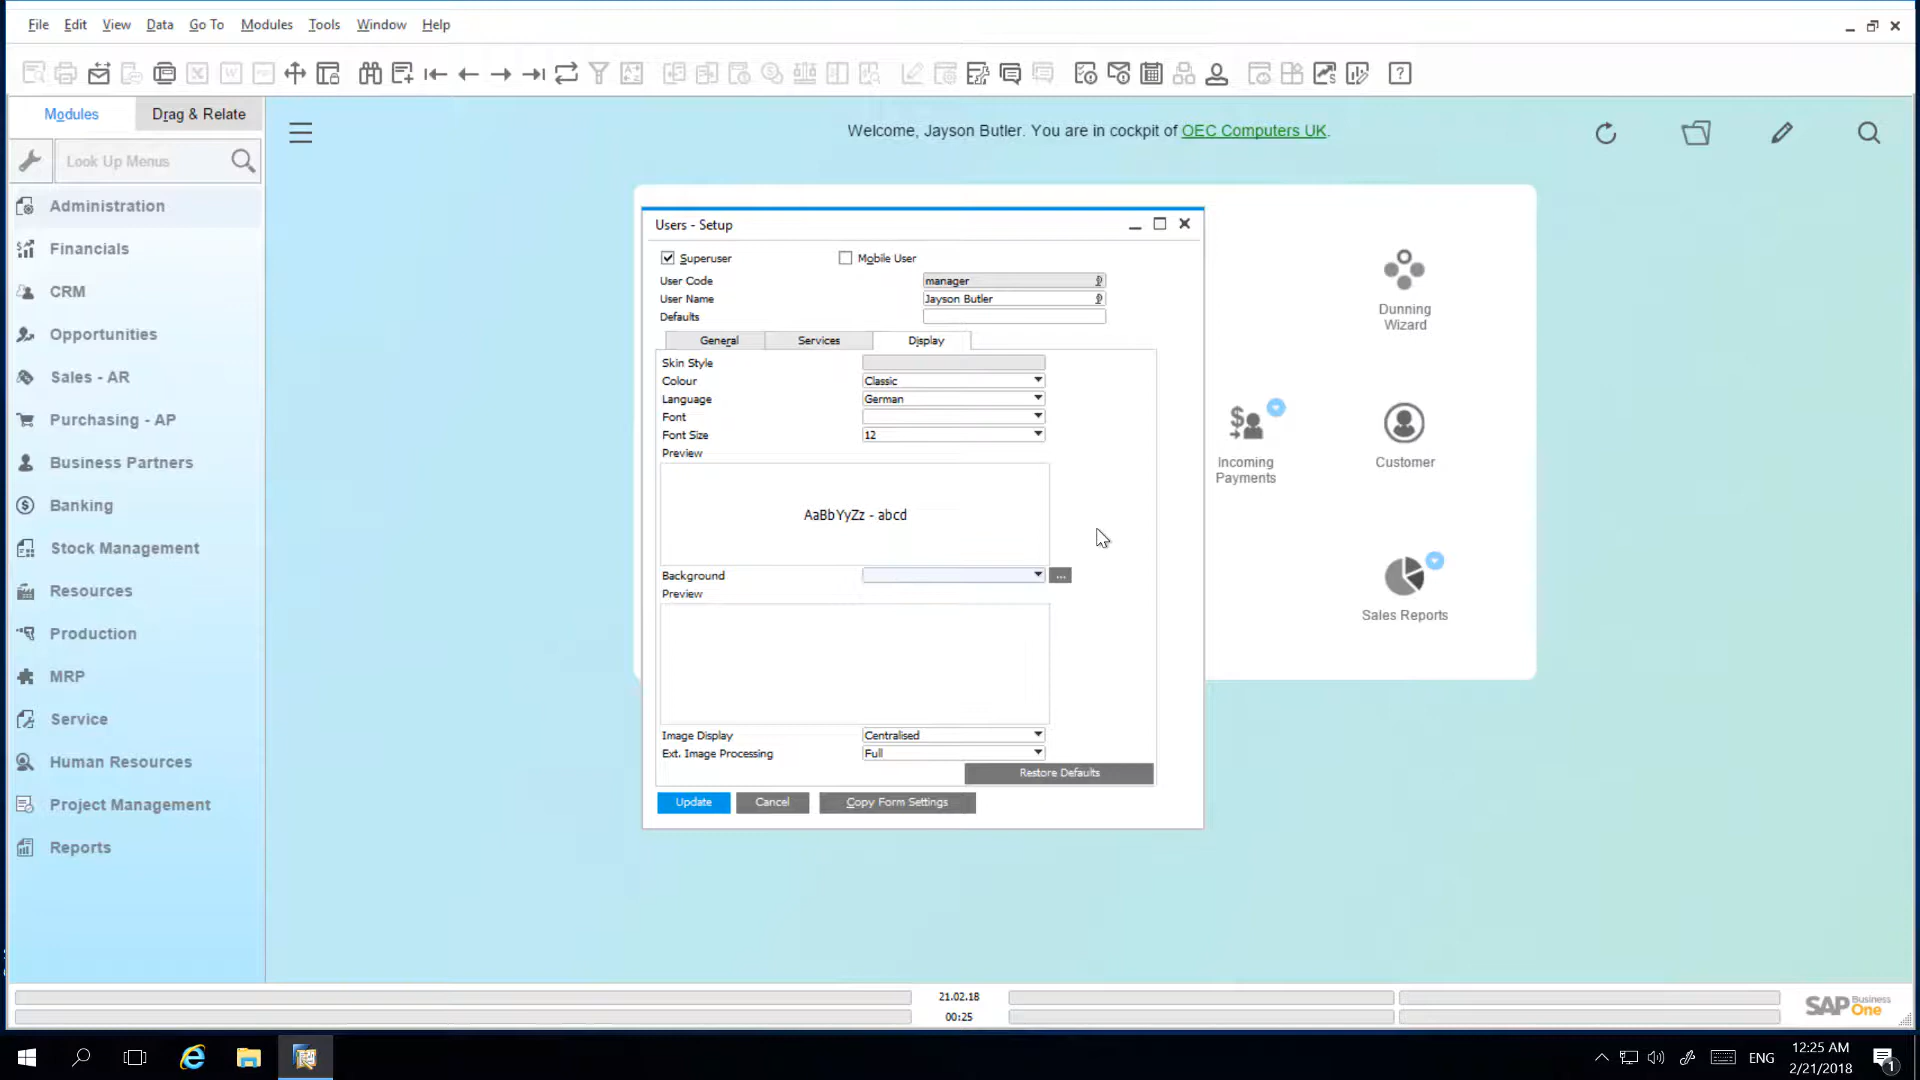 File Edit View Data Go To Modules Tools Window Help
Modules Drag & Relate
Look Up Menus
Welcome, Jayson Butler. You are in cockpit of OEC Computers UK.
Administration
Financials
CRM
Opportunities
Sales - AR
Purchasing - AP
Business Partners
Banking
Stock Management
Resources
Production
MRP
Service
Human Resources
Project Management
Reports
Users - Setup
Superuser Mobile User
User Code manager
User Name Jayson Butler
Defaults
General Services Display
Skin Style
Colour Classic
Language German
Font
Font Size 12
Preview
AaBbYyZz - abcd
Background ...
Preview
Image Display Centralised
Ext. Image Processing Full
Restore Defaults
Update Cancel Copy Form Settings
Dunning
Wizard
Incoming
Payments
Customer
Sales Reports
21.02.18
00:25
SAP Business One
ENG
12:25 AM
2/21/2018
1